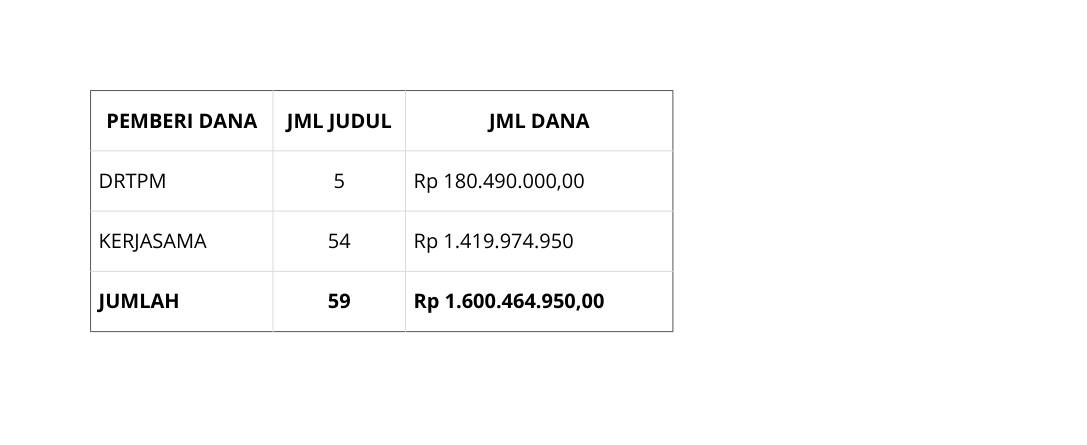 PEMBERI DANA JML JUDUL JML DANA
DRTPM 5 Rp 180.490.000,00
KERJASAMA 54 Rp 1.419.974.950
JUMLAH 59 Rp 1.600.464.950,00